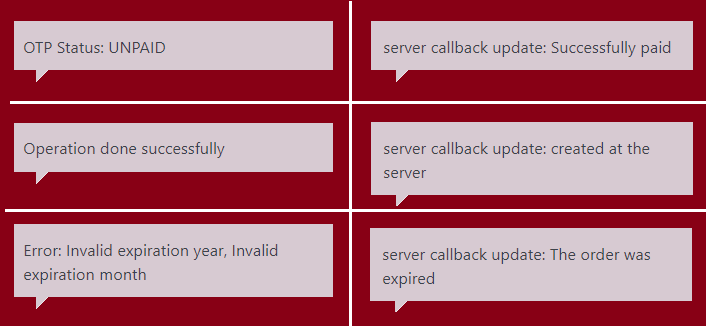 OTP Status: UNPAID
server callback update: Successfully paid
Operation done successfully
server callback update: created at the
server
Error: Invalid expiration year, Invalid
expiration month
server callback update: The order was
expired